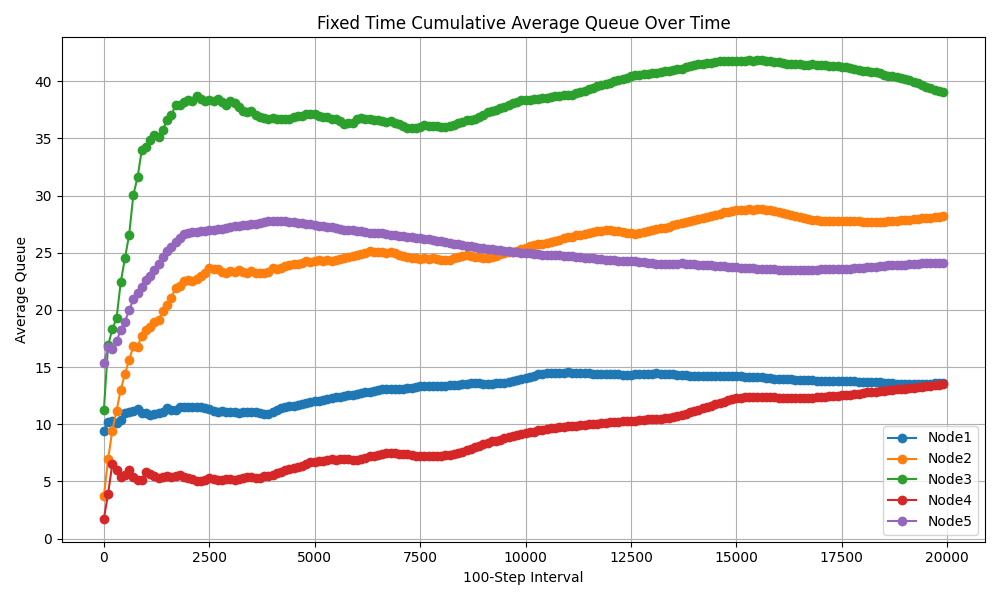 Fixed Time Cumulative Average Queue Over Time
Average Queue
40
35
30
25
20
15
10
5
0
0 2500 5000 7500 10000 12500 15000 17500 20000
100-Step Interval
Node1
Node2
Node3
Node4
Node5